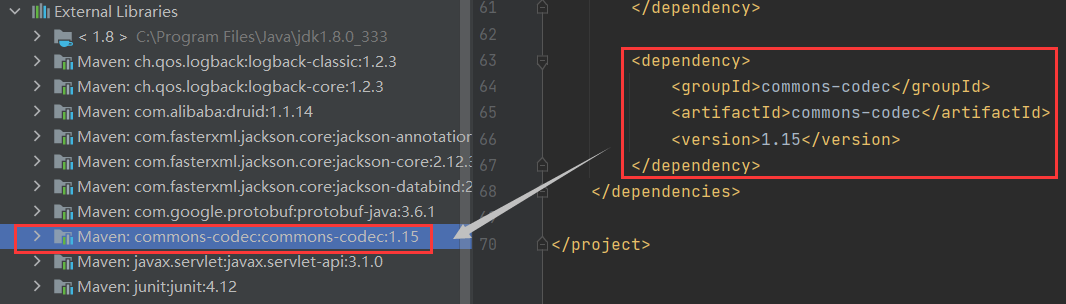 External Libraries
< 1.8 > C:\Program Files\Java\jdk1.8.0_333
Maven: ch.qos.logback:logback-classic:1.2.3
Maven: ch.qos.logback:logback-core:1.2.3
Maven: com.alibaba:druid:1.1.14
Maven: com.fasterxml.jackson.core:jackson-annotation
Maven: com.fasterxml.jackson.core:jackson-core:2.12.3
Maven: com.fasterxml.jackson.core:jackson-databind:2
Maven: com.google.protobuf:protobuf-java:3.6.1
Maven: commons-codec:commons-codec:1.15
Maven: javax.servlet:javax.servlet-api:3.1.0
Maven: junit:junit:4.12
61 </dependency>
62
63 <dependency>
64 <groupId>commons-codec</groupId>
65 <artifactId>commons-codec</artifactId>
66 <version>1.15</version>
67 </dependency>
68 </dependencies>
70 </project>